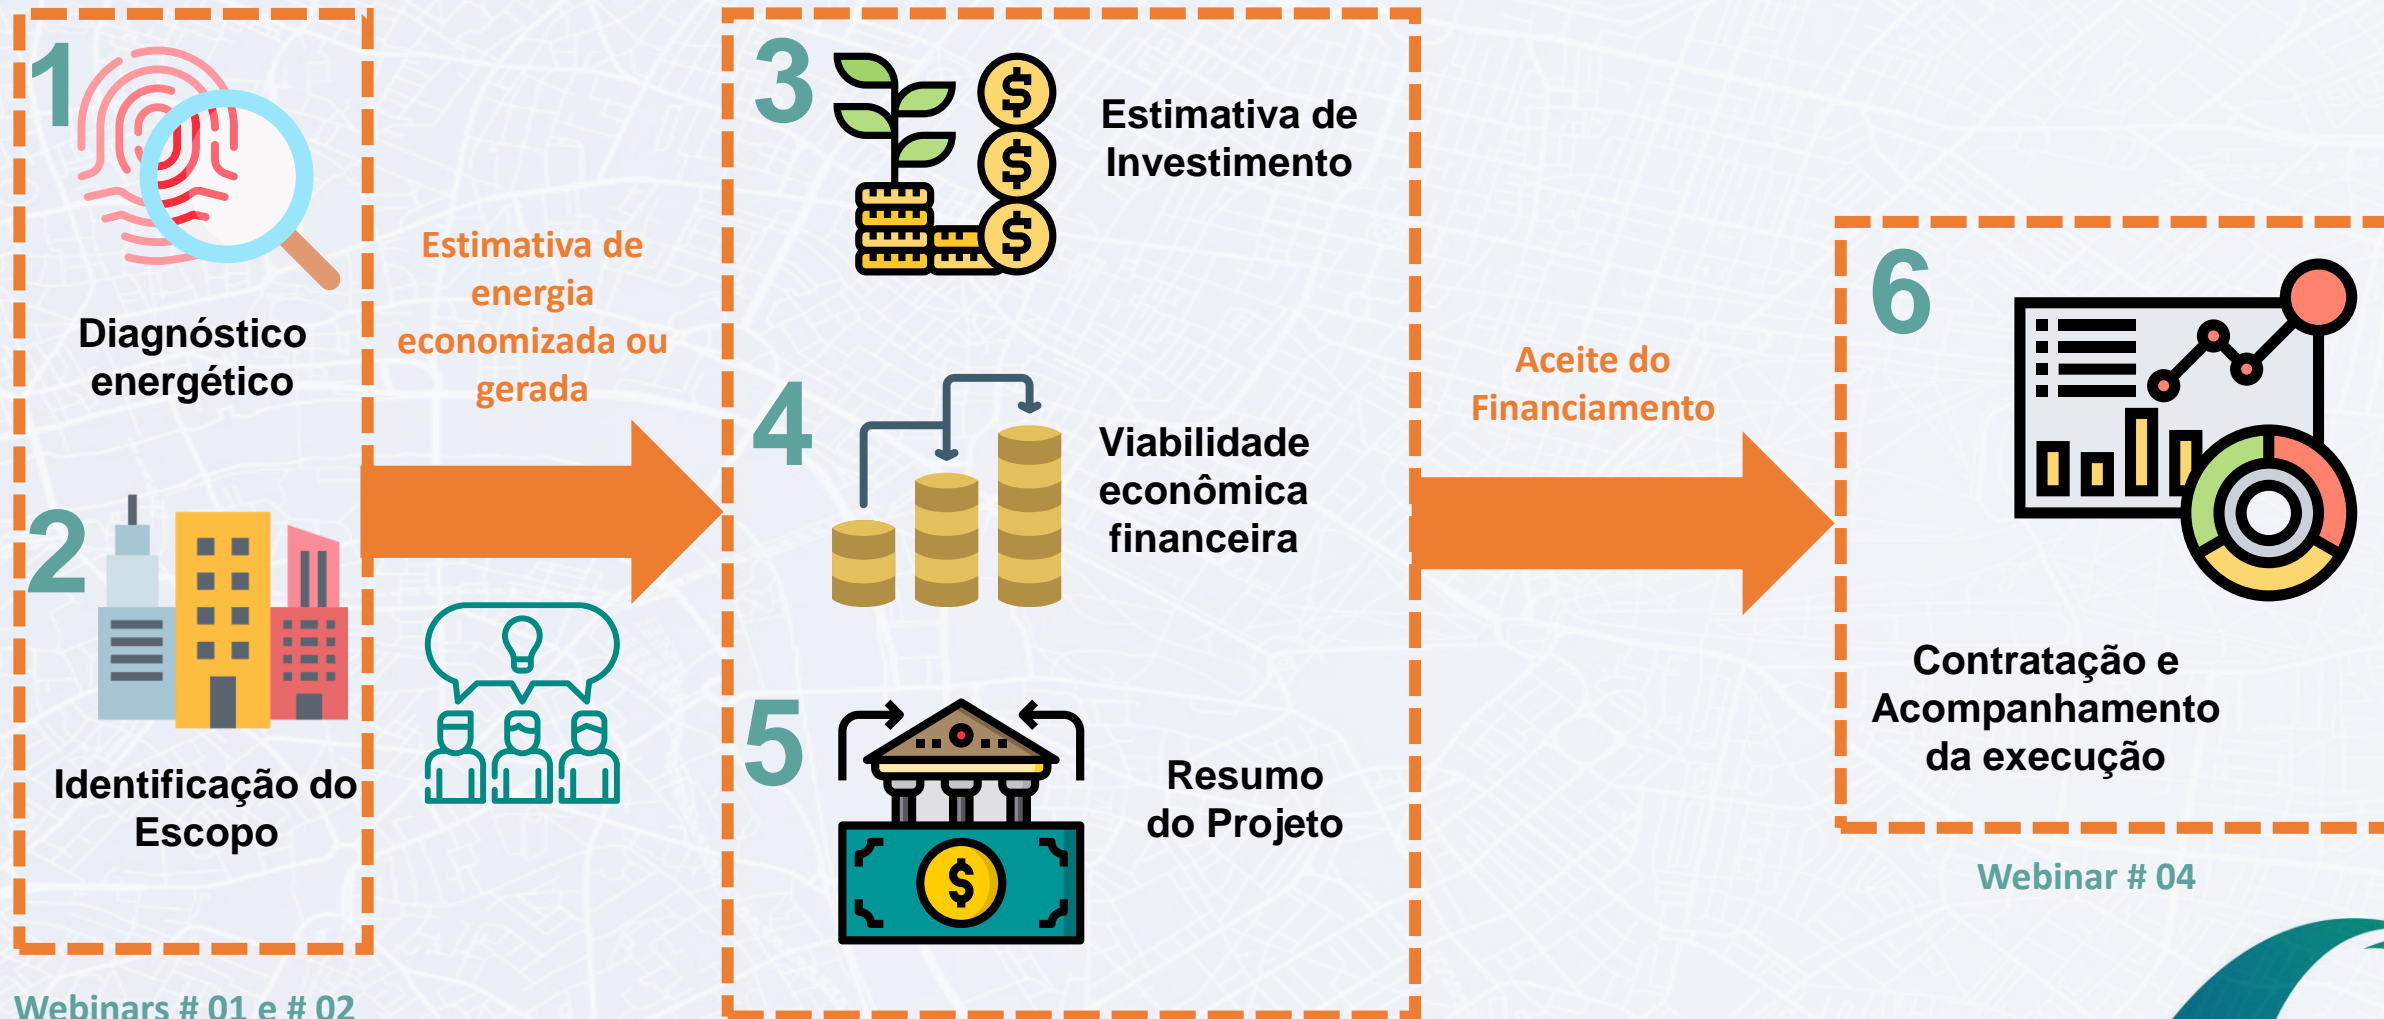 1
Diagnóstico
energético
2
Identificação do
Escopo
Webinars # 01 e # 02
Estimativa de
energia
economizada ou
gerada
3
Estimativa de
Investimento
4
Viabilidade
econômica
financeira
5
Resumo
do Projeto
Aceite do
Financiamento
6
Contratação e
Acompanhamento
da execução
Webinar # 04